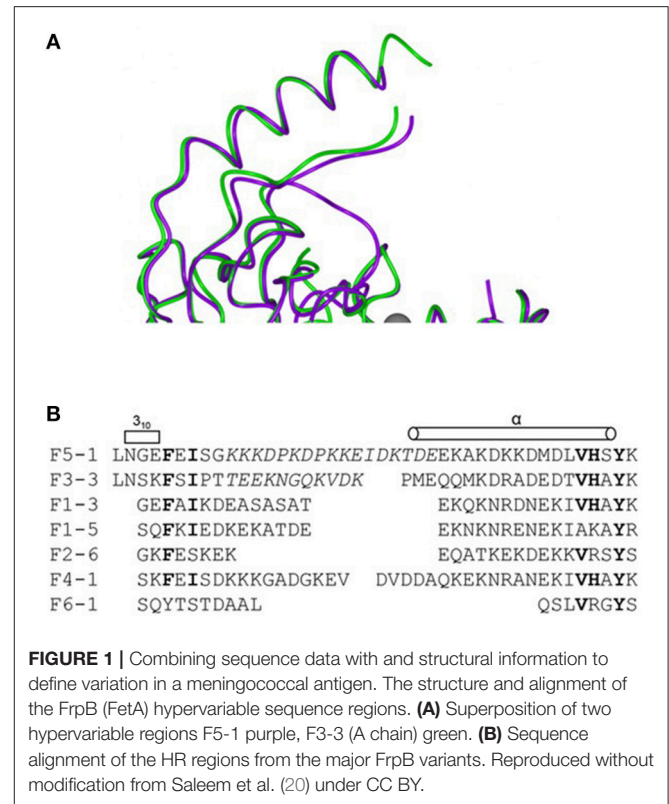 A
B
3₁₀ α
F5-1 LNGEFEISGKKKDPKDPKKEIDKTDEEKAKDKKDMDLVHSYK
F3-3 LNSKFSIPTTEEKNGQKVDK PMEQQMKDRADEDTVHAYK
F1-3 GEFAIKDEASASAT EKQKNRDNEKIVHAYK
F1-5 SQFKIEDKEKATDE EKNKNRENEKIAKAYR
F2-6 GKFESKEK EQATKEKDEKKVRSYS
F4-1 SKFEISDKKKGADGKEV DVDDAQKEKNRANEKIVHAYK
F6-1 SQYTSTDAAL QSLVRGYS
FIGURE 1 | Combining sequence data with and structural information to
define variation in a meningococcal antigen. The structure and alignment of
the FrpB (FetA) hypervariable sequence regions. (A) Superposition of two
hypervariable regions F5-1 purple, F3-3 (A chain) green. (B) Sequence
alignment of the HR regions from the major FrpB variants. Reproduced without
modification from Saleem et al. (20) under CC BY.